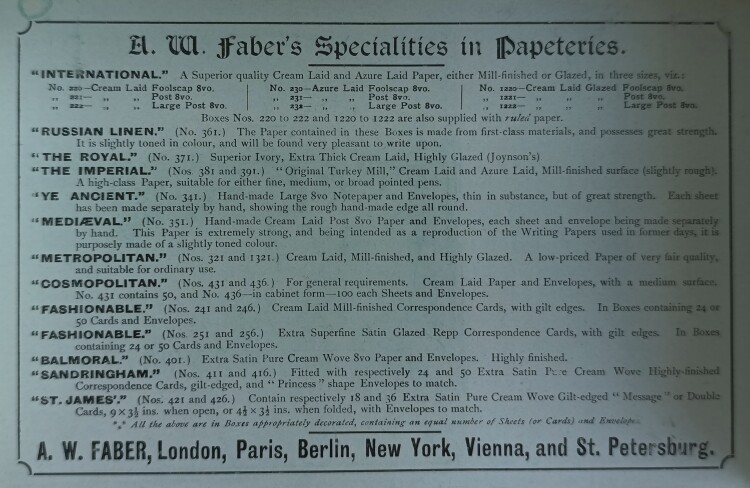 A. W. Faber's Specialities in Papeteries.
"INTERNATIONAL." A Superior quality Cream Laid and Azure Laid Paper, either Mill-finished or Glazed, in three sizes, viz.:
No. 220—Cream Laid Foolscap 8vo. No. 230—Azure Laid Foolscap 8vo. No. 1220—Cream Laid Glazed Foolscap 8vo.
„ 221— „ „ Post 8vo. „ 231— „ „ Post 8vo. „ 1221— „ „ „ Post 8vo.
„ 222— „ „ Large Post 8vo. „ 232— „ „ Large Post 8vo. „ 1222— „ „ „ Large Post 8vo.
Boxes Nos. 220 to 222 and 1220 to 1222 are also supplied with ruled paper.
"RUSSIAN LINEN." (No. 361.) The Paper contained in these Boxes is made from first-class materials, and possesses great strength.
It is slightly toned in colour, and will be found very pleasant to write upon.
"THE ROYAL." (No. 371.) Superior Ivory, Extra Thick Cream Laid, Highly Glazed (Joynson's)
"THE IMPERIAL." (Nos. 381 and 391.) "Original Turkey Mill," Cream Laid and Azure Laid, Mill-finished surface (slightly rough).
A high-class Paper, suitable for either fine, medium, or broad pointed pens.
"YE ANCIENT." (No. 341.) Hand-made Large 8vo Notepaper and Envelopes, thin in substance, but of great strength. Each sheet
has been made separately by hand, showing the rough hand-made edge all round.
"MEDIÆVAL." (No. 351.) Hand-made Cream Laid Post 8vo Paper and Envelopes, each sheet and envelope being made separately
by hand. This Paper is extremely strong, and being intended as a reproduction of the Writing Papers used in former days, it is
purposely made of a slightly toned colour.
"METROPOLITAN." (Nos. 321 and 1321.) Cream Laid, Mill-finished, and Highly Glazed. A low-priced Paper of very fair quality,
and suitable for ordinary use.
"COSMOPOLITAN." (Nos. 431 and 436.) For general requirements. Cream Laid Paper and Envelopes, with a medium surface.
No. 431 contains 50, and No. 436—in cabinet form—100 each Sheets and Envelopes.
"FASHIONABLE." (Nos. 241 and 246.) Cream Laid Mill-finished Correspondence Cards, with gilt edges. In Boxes containing 24 or
50 Cards and Envelopes.
"FASHIONABLE." (Nos. 251 and 256.) Extra Superfine Satin Glazed Repp Correspondence Cards, with gilt edges. In Boxes
containing 24 or 50 Cards and Envelopes.
"BALMORAL." (No. 401.) Extra Satin Pure Cream Wove 8vo Paper and Envelopes. Highly finished.
"SANDRINGHAM." (Nos. 411 and 416.) Fitted with respectively 24 and 50 Extra Satin Pure Cream Wove Highly-finished
Correspondence Cards, gilt-edged, and "Princess" shape Envelopes to match.
"ST. JAMES'." (Nos. 421 and 426.) Contain respectively 18 and 36 Extra Satin Pure Cream Wove Gilt-edged "Message" or Double
Cards, 9 × 3½ ins. when open, or 4½ × 3½ ins. when folded, with Envelopes to match.
*** All the above are in Boxes appropriately decorated, containing an equal number of Sheets (or Cards) and Envelopes.
A. W. FABER, London, Paris, Berlin, New York, Vienna, and St. Petersburg.